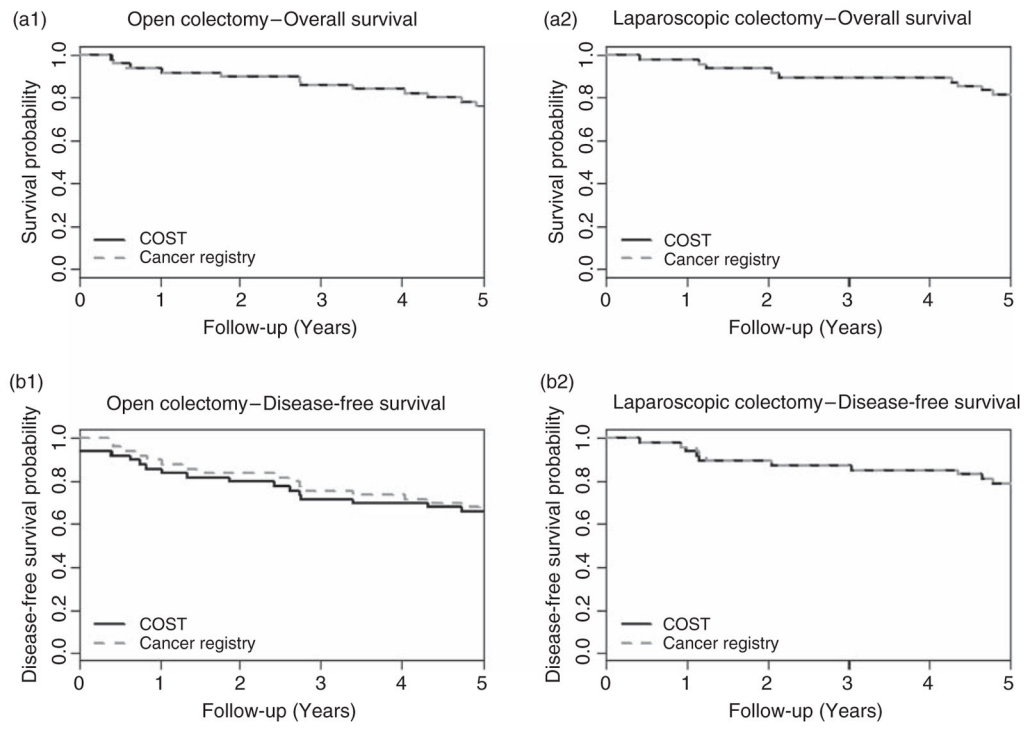 (a1)
Open colectomy–Overall survival
Survival probability
1.0
0.8
0.6
0.4
0.2
0.0
COST
Cancer registry
0 1 2 3 4 5
Follow-up (Years)
(a2)
Laparoscopic colectomy–Overall survival
Survival probability
1.0
0.8
0.6
0.4
0.2
0.0
COST
Cancer registry
0 1 2 3 4 5
Follow-up (Years)
(b1)
Open colectomy–Disease-free survival
Disease-free survival probability
1.0
0.8
0.6
0.4
0.2
0.0
COST
Cancer registry
0 1 2 3 4 5
Follow-up (Years)
(b2)
Laparoscopic colectomy–Disease-free survival
Disease-free survival probability
1.0
0.8
0.6
0.4
0.2
0.0
COST
Cancer registry
0 1 2 3 4 5
Follow-up (Years)